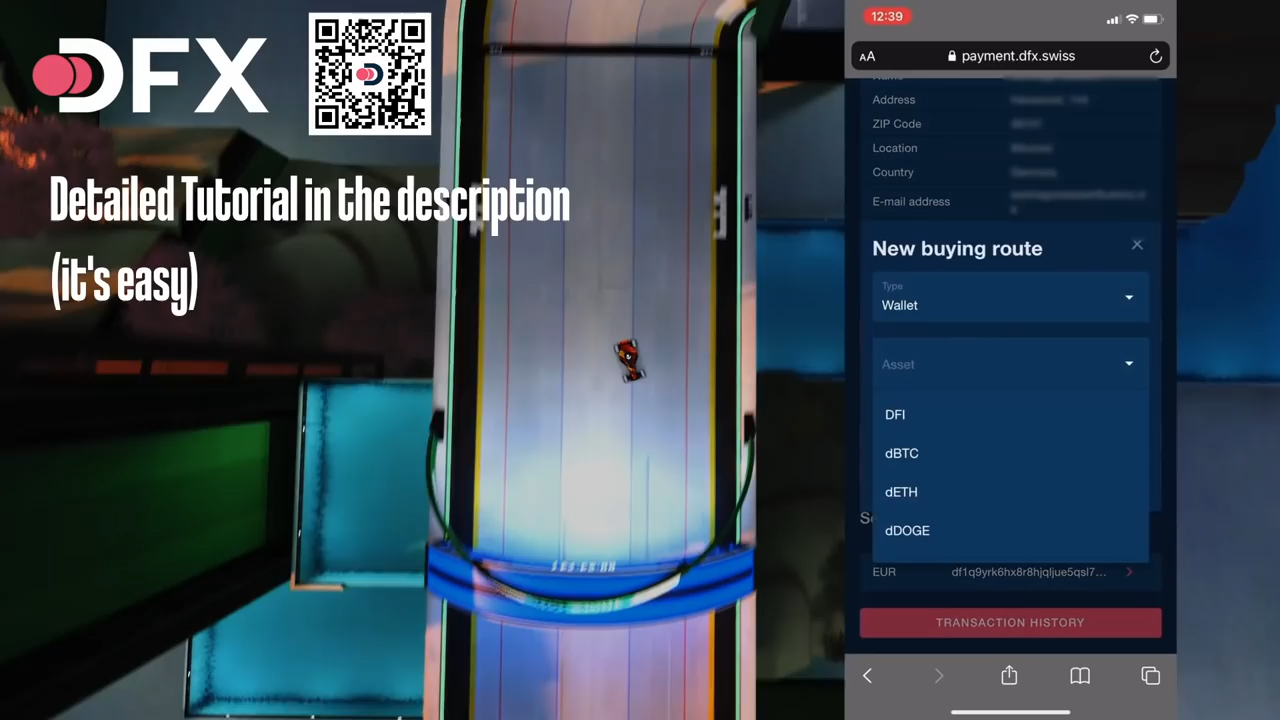 DFX
Detailed Tutorial in the description
(it's easy)
12:39
AA
payment.dfx.swiss
Address
ZIP Code
Location
Country
E-mail address
New buying route
Type
Wallet
Asset
DFI
dBTC
dETH
dDOGE
EUR df1q9yrk6hx8r8hjqljue5qsl7...
TRANSACTION HISTORY